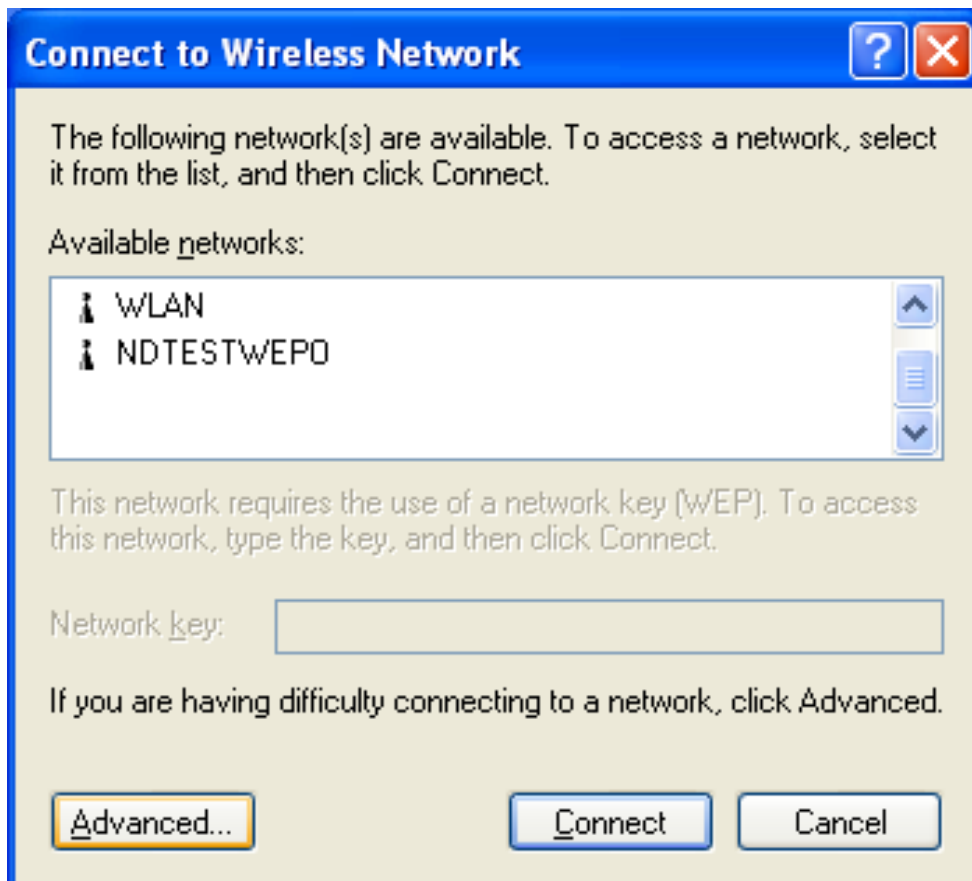 Connect to Wireless Network
The following network(s) are available. To access a network, select
it from the list, and then click Connect.
Available networks:
WLAN
NDTESTWEP0
This network requires the use of a network key (WEP). To access
this network, type the key, and then click Connect.
Network key:
If you are having difficulty connecting to a network, click Advanced.
Advanced... Connect Cancel